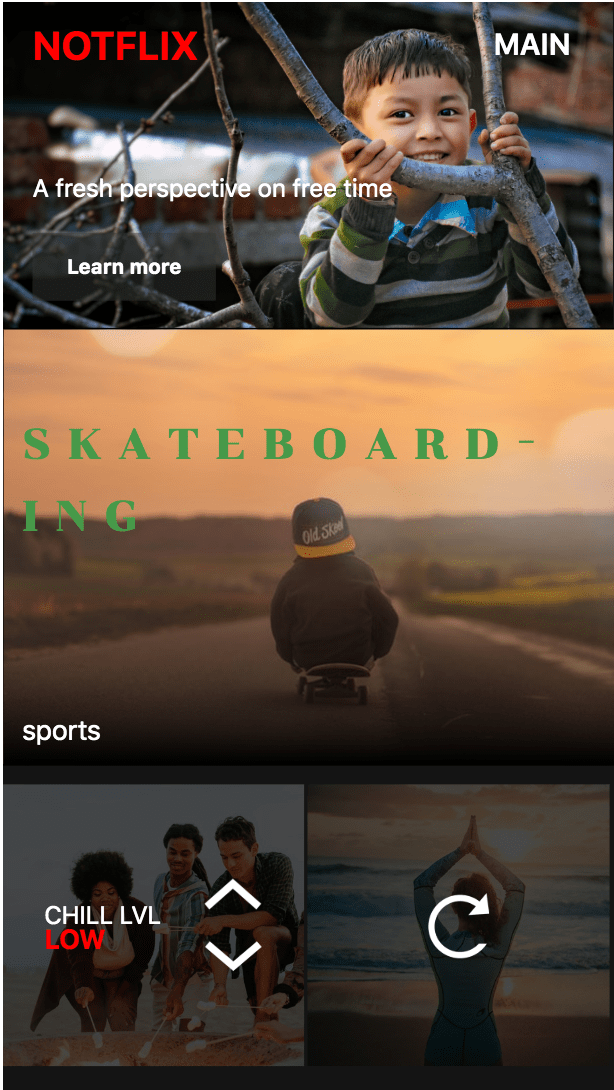 NOTFLIX
MAIN
A fresh perspective on free time
Learn more
SKATEBOARD-
ING
Old Skool
sports
CHILL LVL
LOW